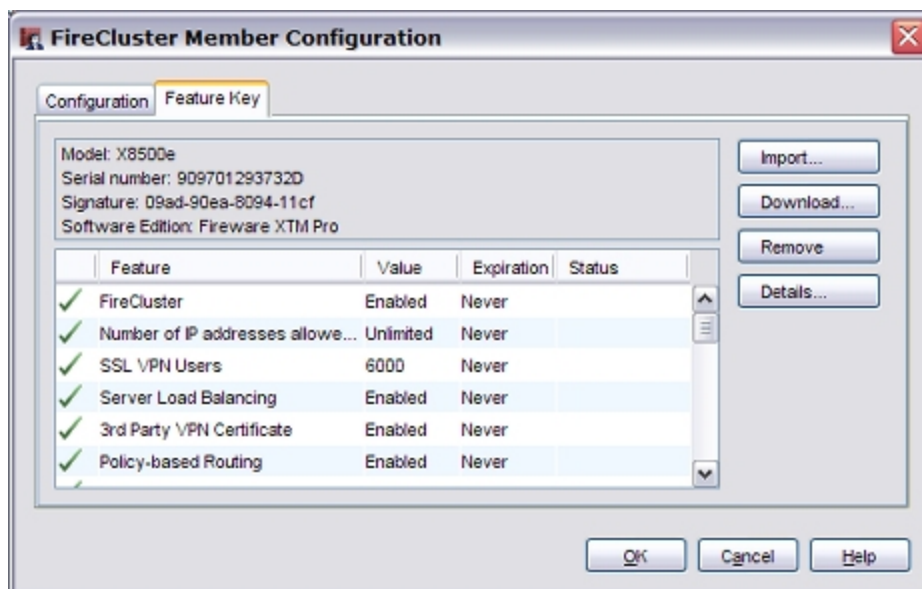 FireCluster Member Configuration
Configuration
Feature Key
Model: X8500e
Serial number: 909701293732D
Signature: 09ad-90ea-8094-11cf
Software Edition: Fireware XTM Pro
Import...
Download...
Remove
Details...
Feature Value Expiration Status
FireCluster Enabled Never
Number of IP addresses allowe... Unlimited Never
SSL VPN Users 6000 Never
Server Load Balancing Enabled Never
3rd Party VPN Certificate Enabled Never
Policy-based Routing Enabled Never
OK Cancel Help